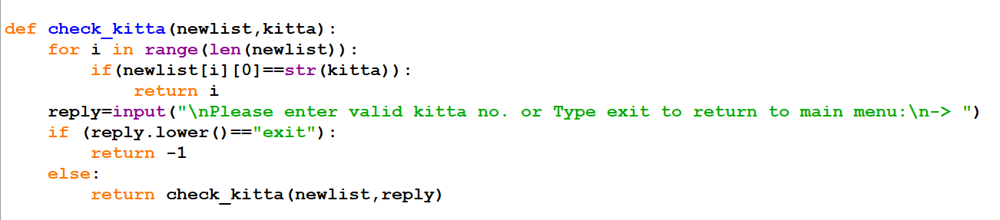 def check_kitta(newlist,kitta):
    for i in range(len(newlist)):
        if(newlist[i][0]==str(kitta)):
            return i
    reply=input("\nPlease enter valid kitta no. or Type exit to return to main menu:\n-> ")
    if (reply.lower()=="exit"):
        return -1
    else:
        return check_kitta(newlist,reply)